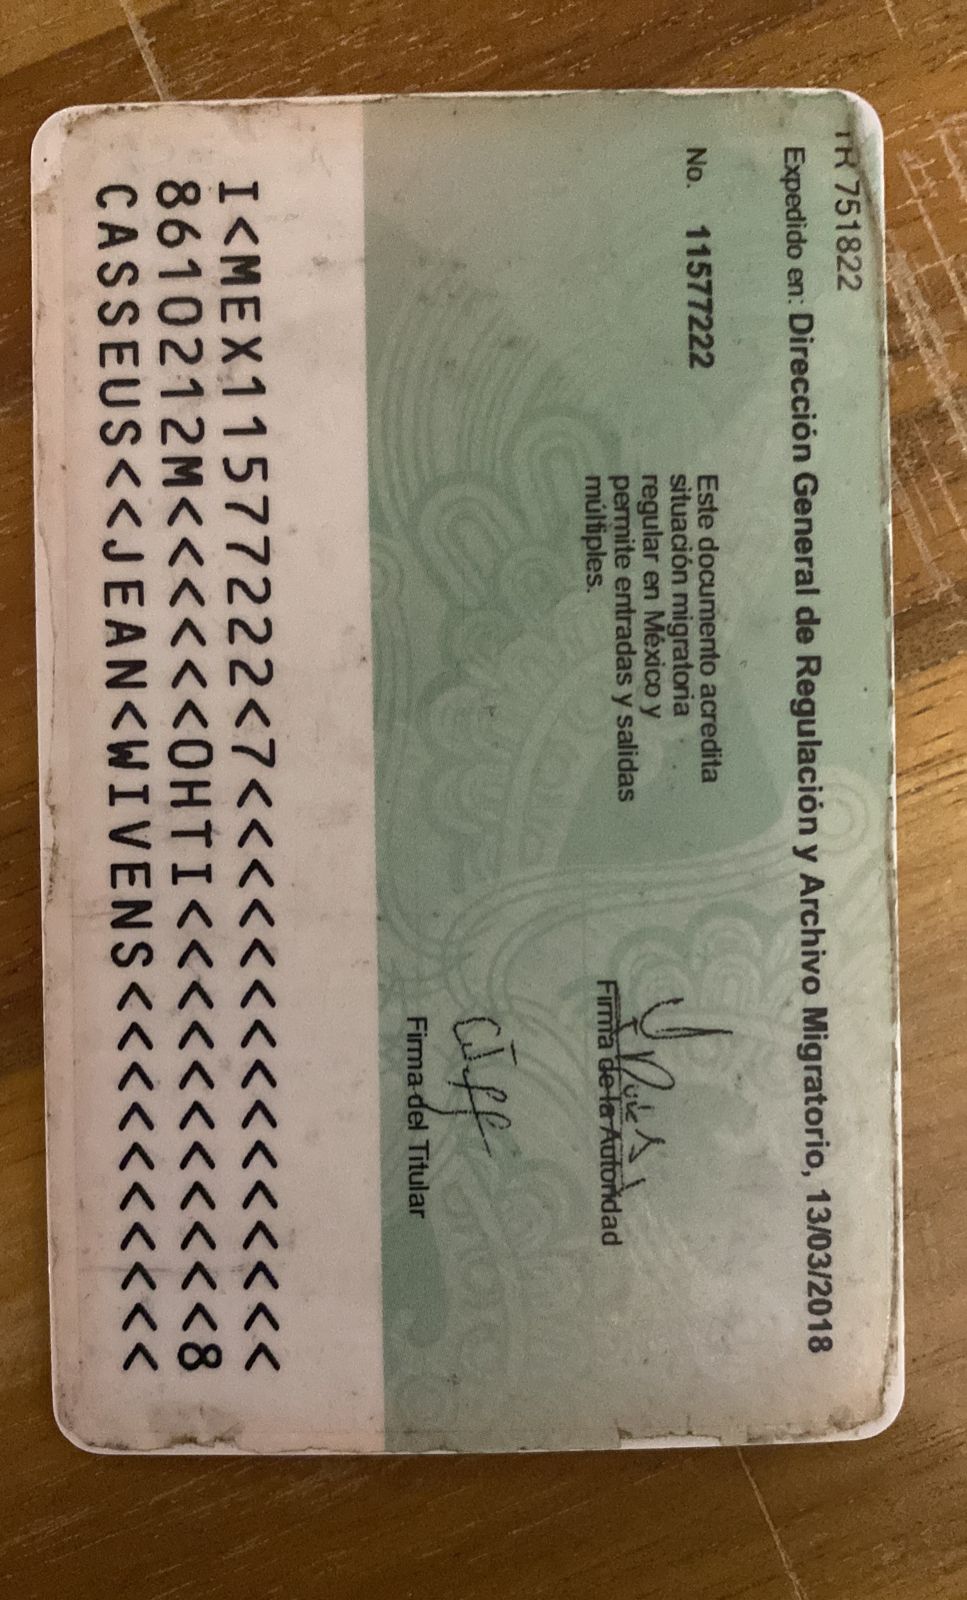 TR 751822
Expedido en: Dirección General de Regulación y Archivo Migratorio, 13/03/2018
No. 11577222
Este documento acredita
situación migratoria
regular en México y
permite entradas y salidas
múltiples.
Firma de la Autoridad
Firma del Titular
I<MEX11577222<7<<<<<<<<<<<<<<<
8610212M<<<<<<<OHTI<<<<<<<<<<8
CASSEUS<<JEAN<WIVENS<<<<<<<<<<